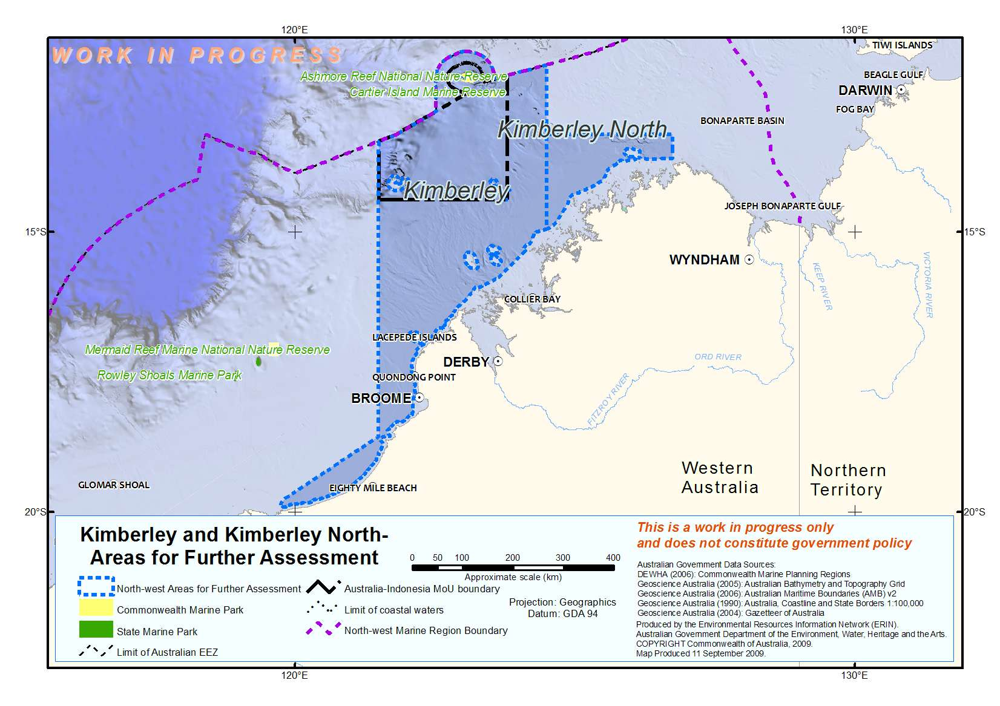 120°E
130°E
WORK IN PROGRESS
TIWI ISLANDS
Ashmore Reef National Nature Reserve
BEAGLE GULF
Cartier Island Marine Reserve
DARWIN
FOG BAY
BONAPARTE BASIN
Kimberley North
Kimberley
JOSEPH BONAPARTE GULF
15°S
15°S
WYNDHAM
KEEP RIVER
VICTORIA RIVER
COLLIER BAY
LACEPEDE ISLANDS
Mermaid Reef Marine National Nature Reserve
DERBY
ORD RIVER
Rowley Shoals Marine Park
QUONDONG POINT
FITZROY RIVER
BROOME
Western
Australia
Northern
Territory
GLOMAR SHOAL
EIGHTY MILE BEACH
20°S
20°S
Kimberley and Kimberley North-
Areas for Further Assessment
North-west Areas for Further Assessment
Commonwealth Marine Park
State Marine Park
Limit of Australian EEZ
Australia-Indonesia MoU boundary
Limit of coastal waters
North-west Marine Region Boundary
0 50 100 200 300 400
Approximate scale (km)
Projection: Geographics
Datum: GDA 94
This is a work in progress only
and does not constitute government policy
Australian Government Data Sources:
DEWHA (2006): Commonwealth Marine Planning Regions
Geoscience Australia (2005): Australian Bathymetry and Topography Grid
Geoscience Australia (2006): Australian Maritime Boundaries (AMB) v2
Geoscience Australia (1990): Australia, Coastline and State Borders 1:100,000
Geoscience Australia (2004): Gazetteer of Australia
Produced by the Environmental Resources Information Network (ERIN).
Australian Government Department of the Environment, Water, Heritage and the Arts.
COPYRIGHT Commonwealth of Australia, 2009.
Map Produced 11 September 2009.
120°E
130°E